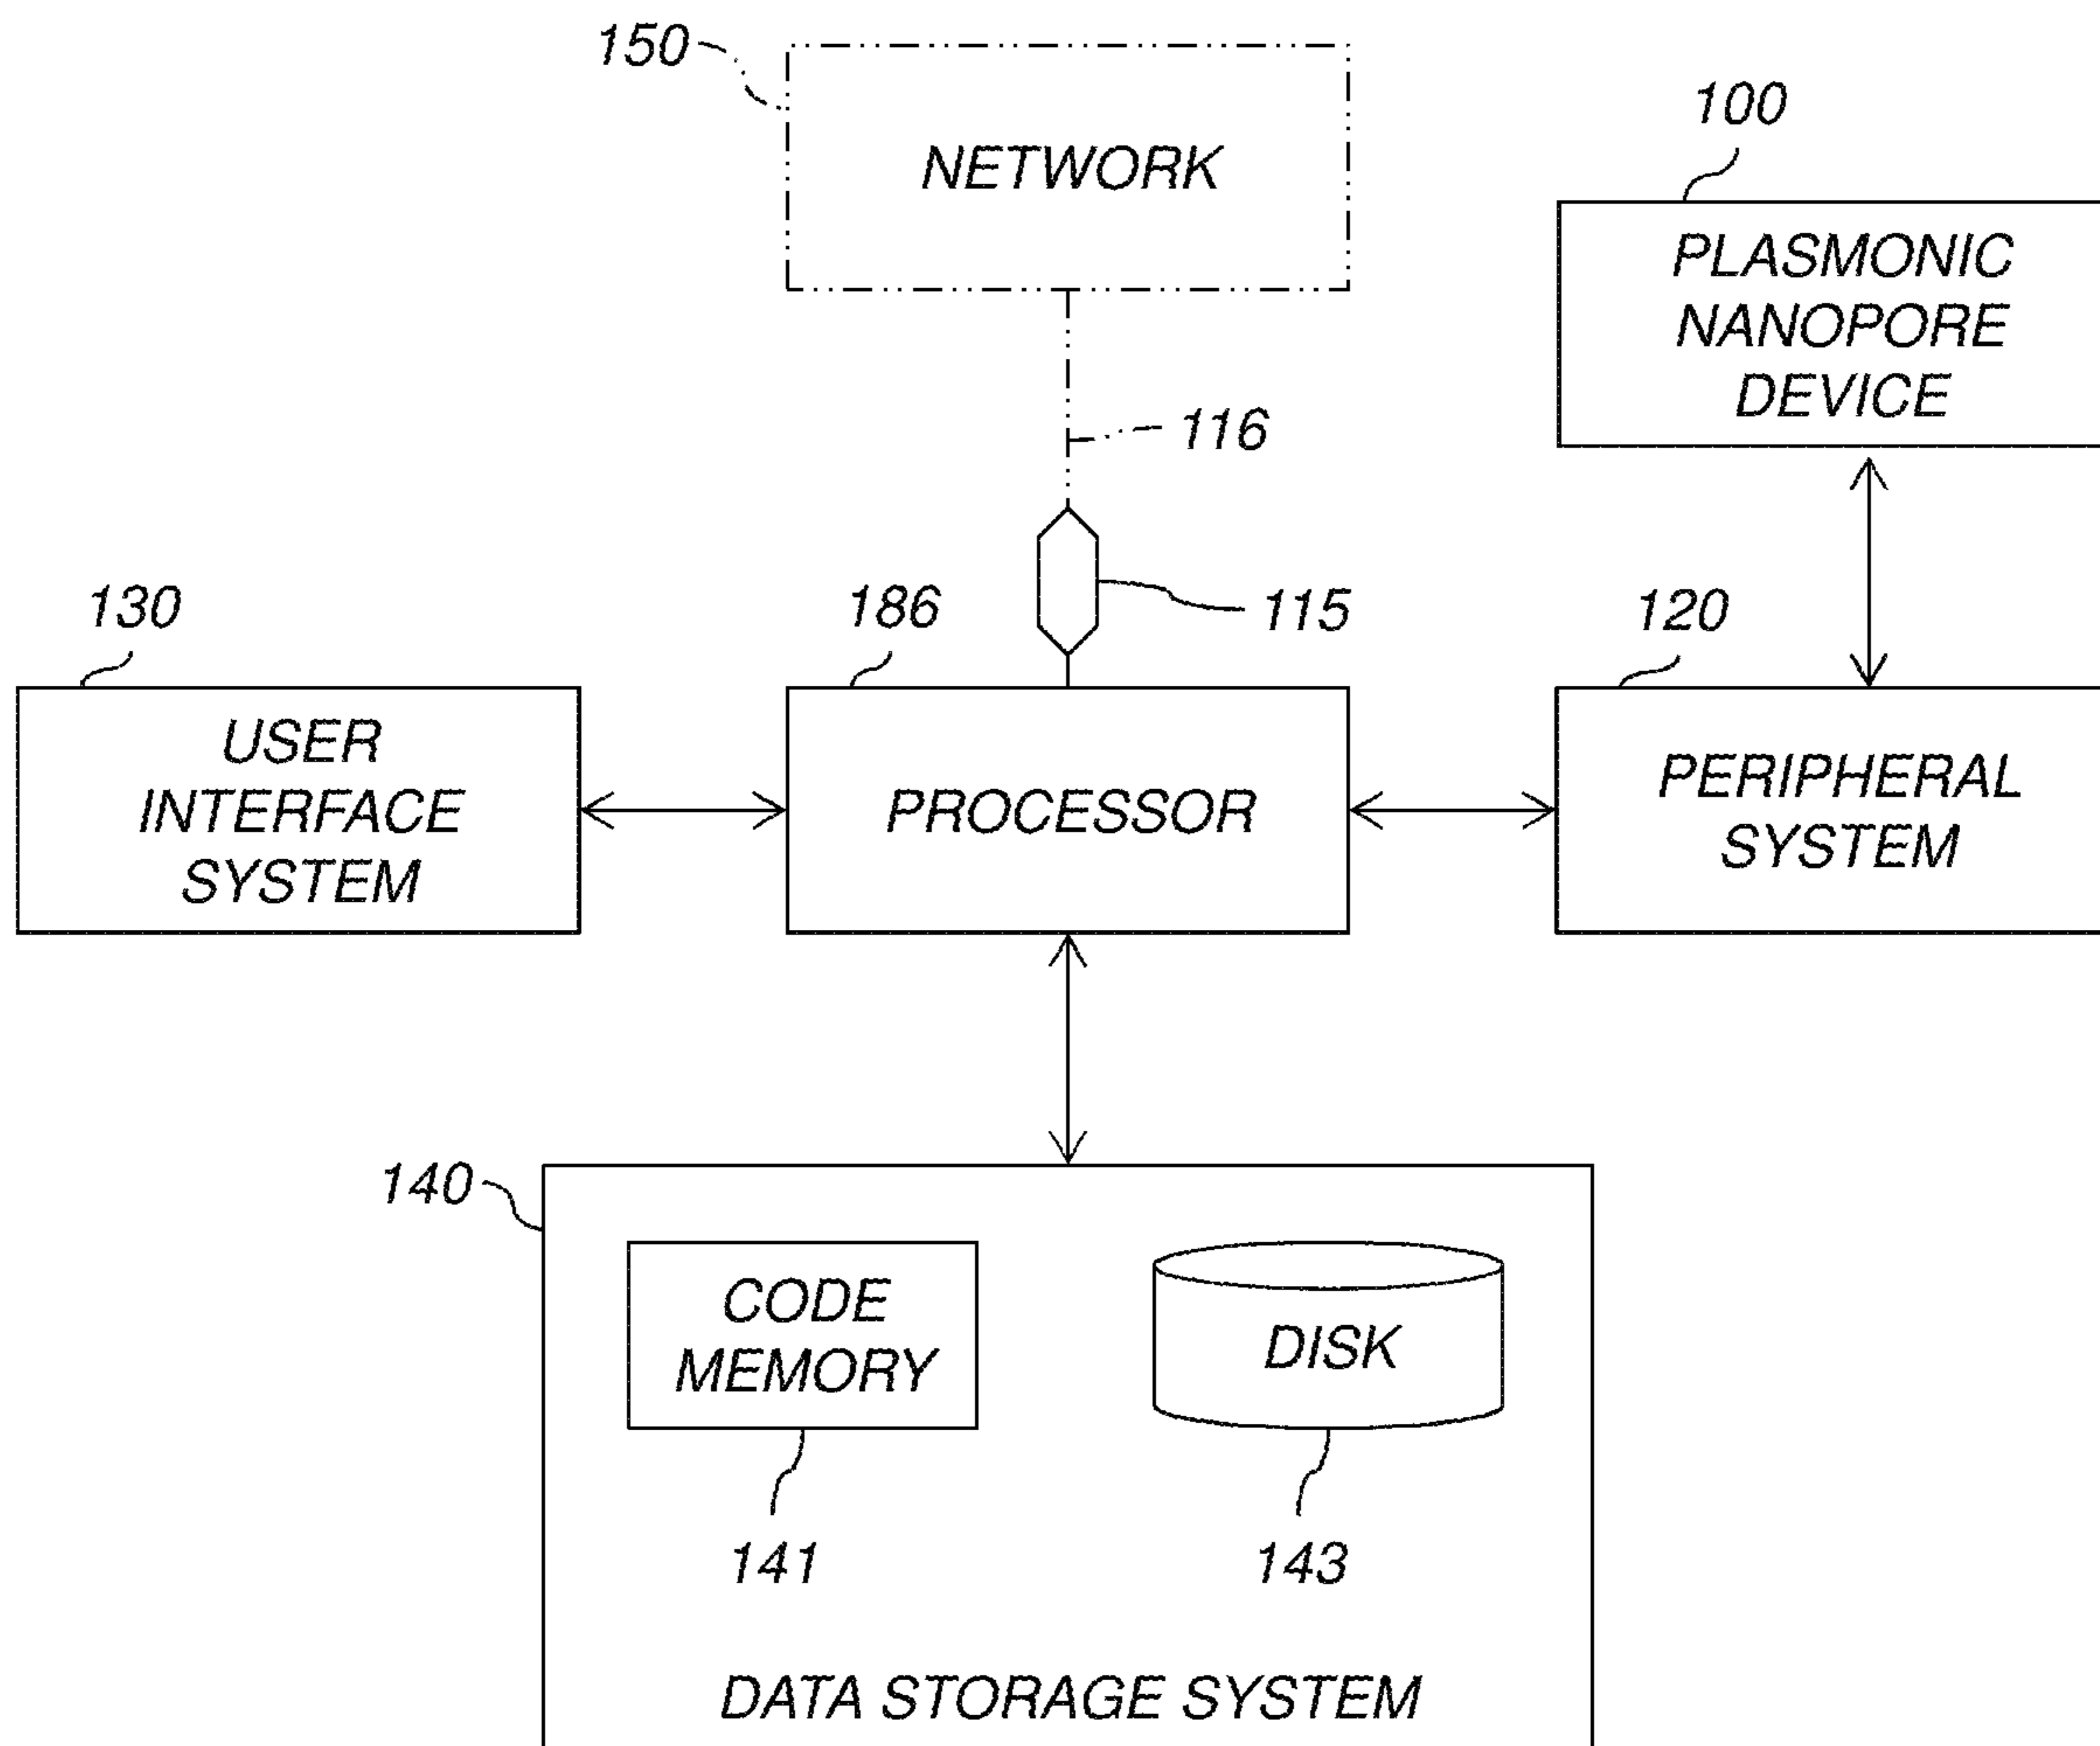 150
NETWORK
100
PLASMONIC
NANOPORE
DEVICE
116
115
130
186
120
USER
INTERFACE
SYSTEM
PROCESSOR
PERIPHERAL
SYSTEM
140
CODE
MEMORY
DISK
141
143
DATA STORAGE SYSTEM